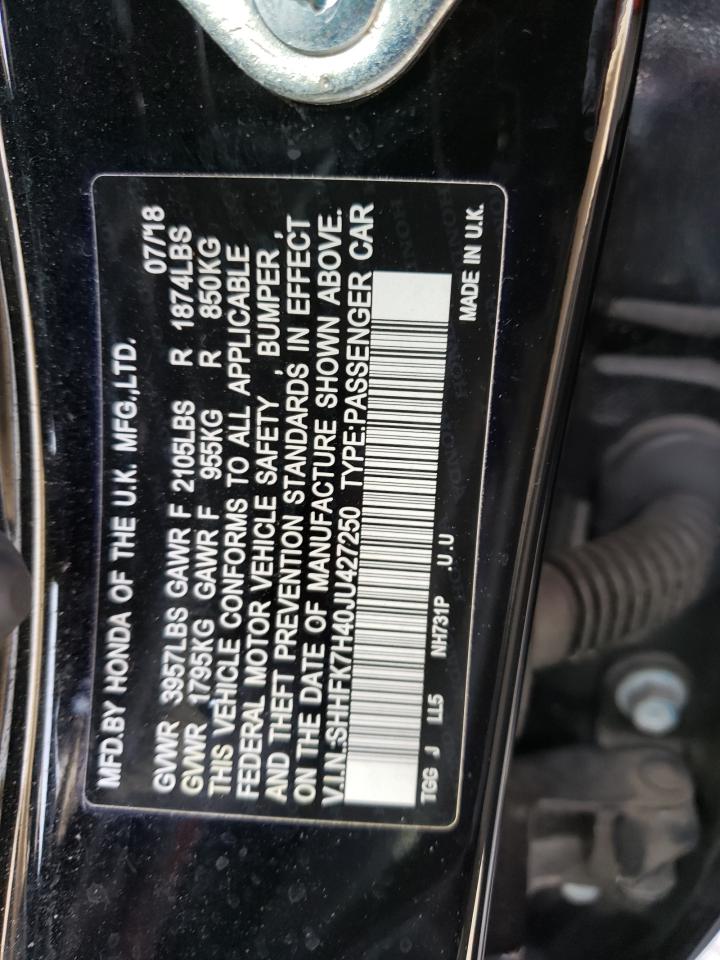 MFD.BY HONDA OF THE U.K. MFG.,LTD. 07/18
GVWR 3957LBS GAWR F 2105LBS R 1874LBS
GVWR 1795KG GAWR F 955KG R 850KG
THIS VEHICLE CONFORMS TO ALL APPLICABLE
FEDERAL MOTOR VEHICLE SAFETY , BUMPER ,
AND THEFT PREVENTION STANDARDS IN EFFECT
ON THE DATE OF MANUFACTURE SHOWN ABOVE.
V.I.N.:SHHFK7H40JU427250 TYPE:PASSENGER CAR
TGG J LL5 NH731P .U.U MADE IN U.K.